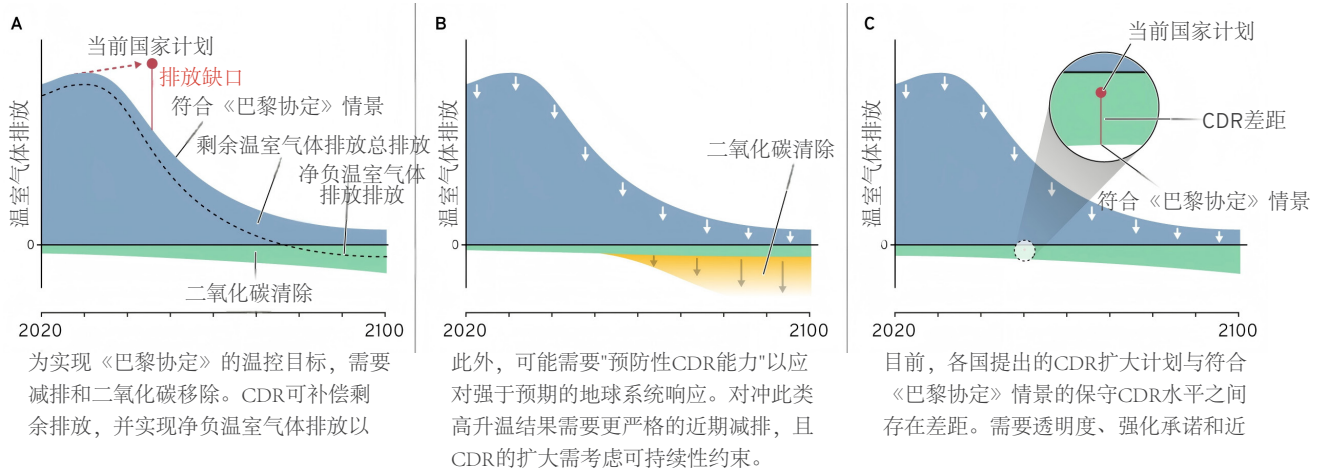 A
当前国家计划
排放缺口
符合《巴黎协定》情景
剩余温室气体排放总排放
净负温室气体
排放排放
温室气体排放
0
二氧化碳清除
2020
2100
为实现《巴黎协定》的温控目标，需要
减排和二氧化碳移除。CDR可补偿剩
余排放，并实现净负温室气体排放以
B
温室气体排放
二氧化碳清除
0
2020
2100
此外，可能需要"预防性CDR能力"以应
对强于预期的地球系统响应。对冲此类
高升温结果需要更严格的近期减排，且
CDR的扩大需考虑可持续性约束。
C
当前国家计划
CDR差距
符合《巴黎协定》情景
温室气体排放
0
2020
2100
目前，各国提出的CDR扩大计划与符合
《巴黎协定》情景的保守CDR水平之间
存在差距。需要透明度、强化承诺和近